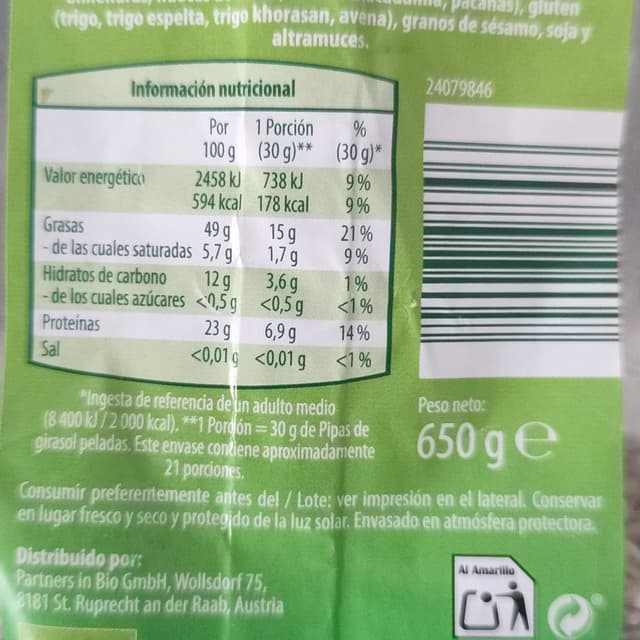 pacanas), gluten
(trigo, trigo espelta, trigo khorasan, avena), granos de sésamo, soja y
altramuces.
Información nutricional
Por 1 Porción %
100 g (30 g)** (30 g)*
Valor energético 2458 kJ 738 kJ 9 %
594 kcal 178 kcal 9 %
Grasas 49 g 15 g 21 %
- de las cuales saturadas 5,7 g 1,7 g 9 %
Hidratos de carbono 12 g 3,6 g 1 %
- de los cuales azúcares <0,5 g <0,5 g <1 %
Proteínas 23 g 6,9 g 14 %
Sal <0,01 g <0,01 g <1 %
24079846
*Ingesta de referencia de un adulto medio
(8 400 kJ / 2 000 kcal). **1 Porción = 30 g de Pipas de
girasol peladas. Este envase contiene aproximadamente
21 porciones.
Peso neto:
650 g e
Consumir preferentemente antes del / Lote: ver impresión en el lateral. Conservar
en lugar fresco y seco y protegido de la luz solar. Envasado en atmósfera protectora.
Distribuido por:
Partners in Bio GmbH, Wollsdorf 75,
8181 St. Ruprecht an der Raab, Austria
Al Amarillo